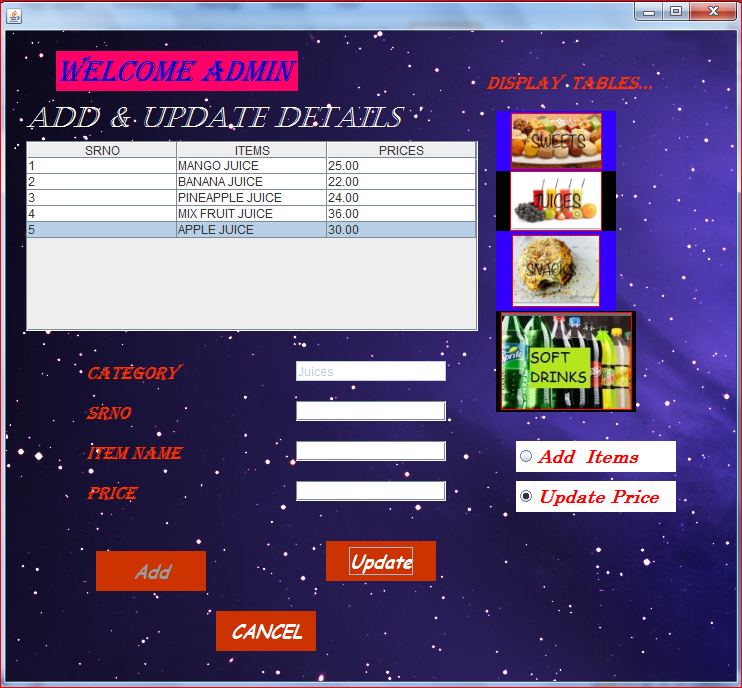 WELCOME ADMIN
DISPLAY TABLES...
ADD & UPDATE DETAILS
SRNO ITEMS PRICES
1 MANGO JUICE 25.00
2 BANANA JUICE 22.00
3 PINEAPPLE JUICE 24.00
4 MIX FRUIT JUICE 36.00
5 APPLE JUICE 30.00
SWEETS
JUICES
SNACKS
Sprite
SOFT
DRINKS
CATEGORY Juices
SRNO
ITEM NAME
PRICE
Add Items
Update Price
Add
Update
CANCEL